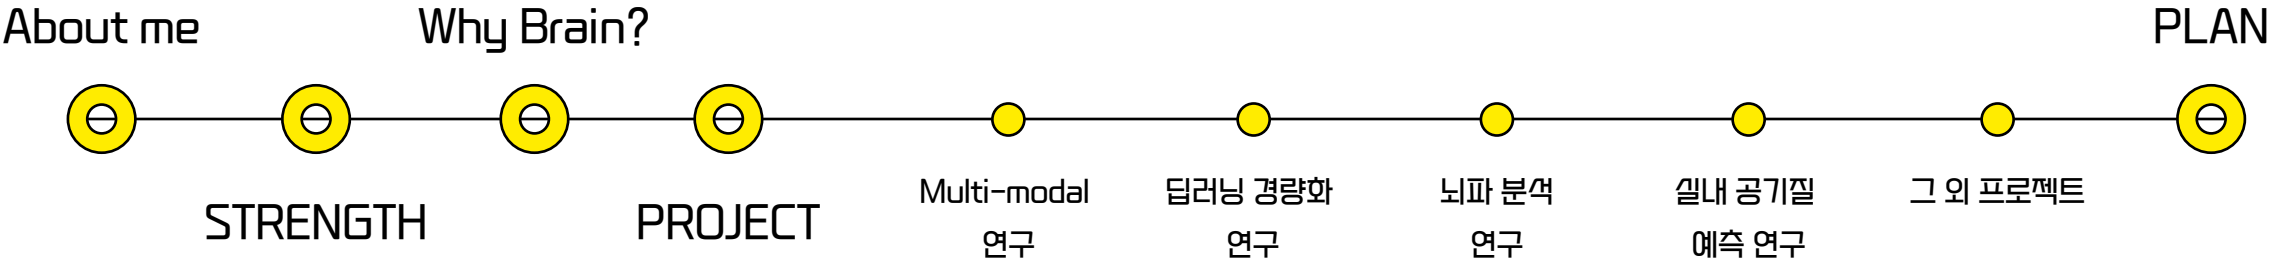 About me
STRENGTH
Why Brain?
PROJECT
Multi-modal
연구
딥러닝 경량화
연구
뇌파 분석
연구
실내 공기질
예측 연구
그 외 프로젝트
PLAN